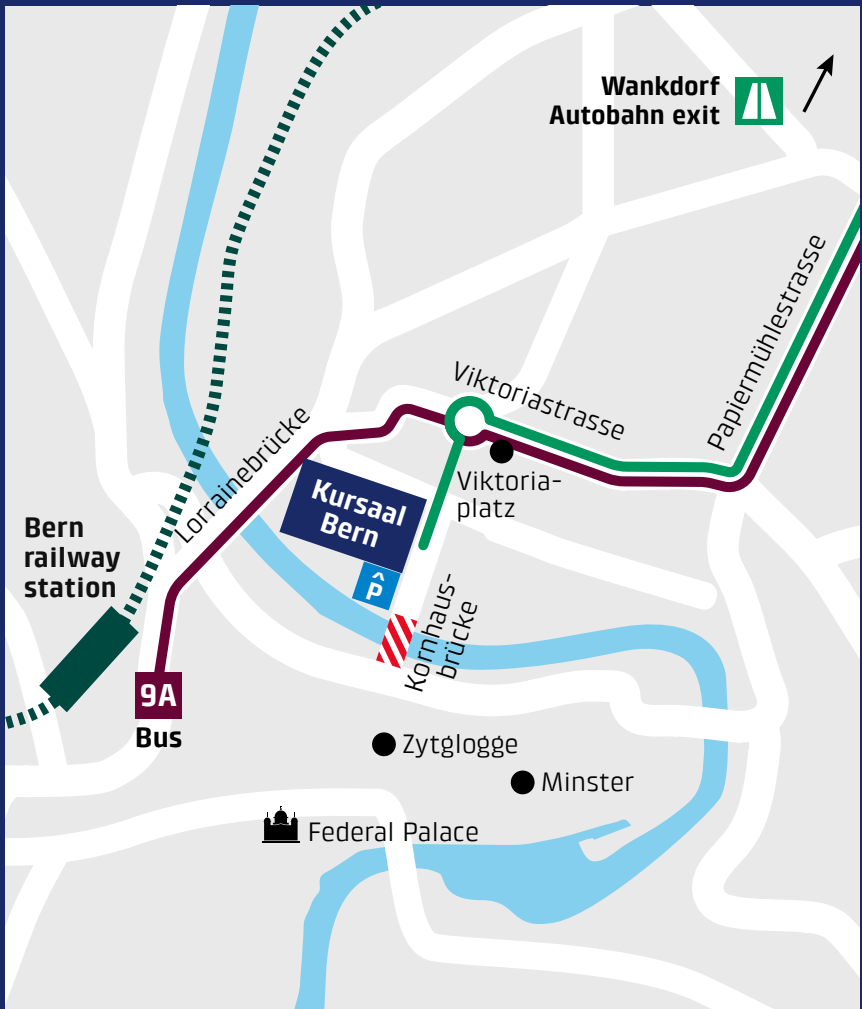 Wankdorf
Autobahn exit
Papiermühlestrasse
Viktoriastrasse
Lorrainebrücke
Viktoria-
platz
Kursaal
Bern
P
Bern
railway
station
Kornhaus-
brücke
9A
Bus
Zytglogge
Minster
Federal Palace